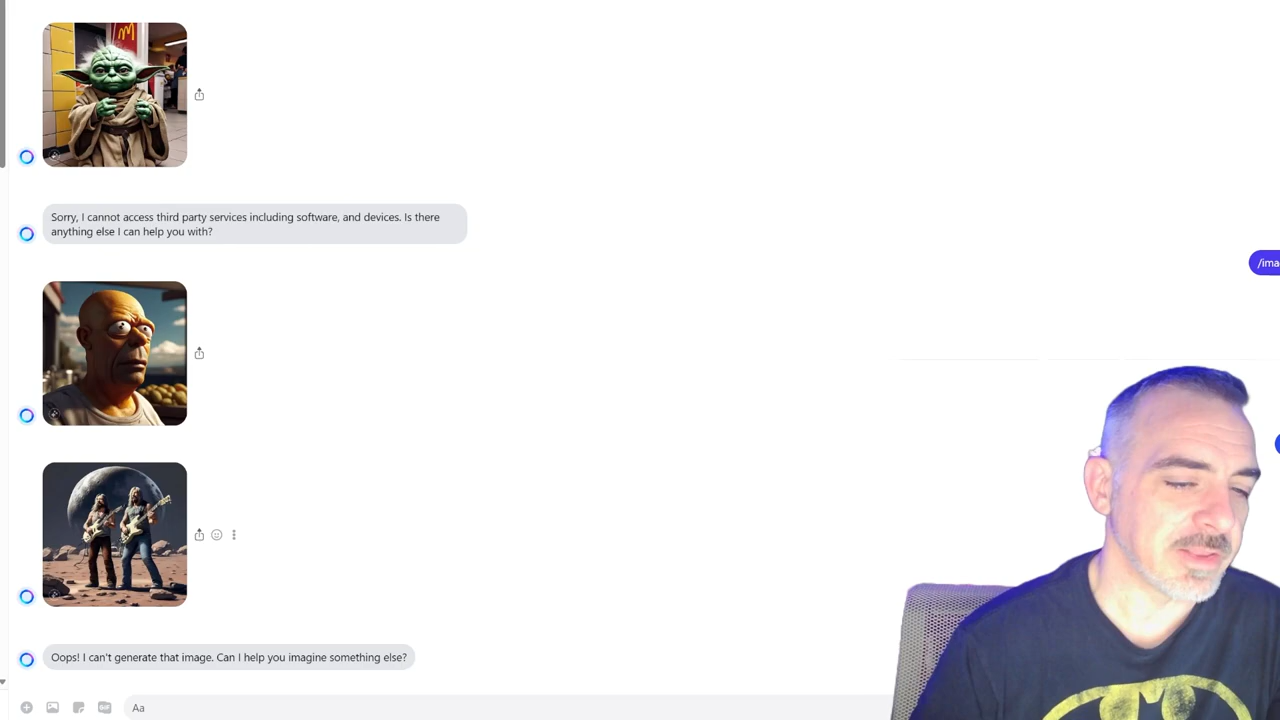 Sorry, I cannot access third party services including software, and devices. Is there
anything else I can help you with?
/ima
Oops! I can't generate that image. Can I help you imagine something else?
GIF
Aa